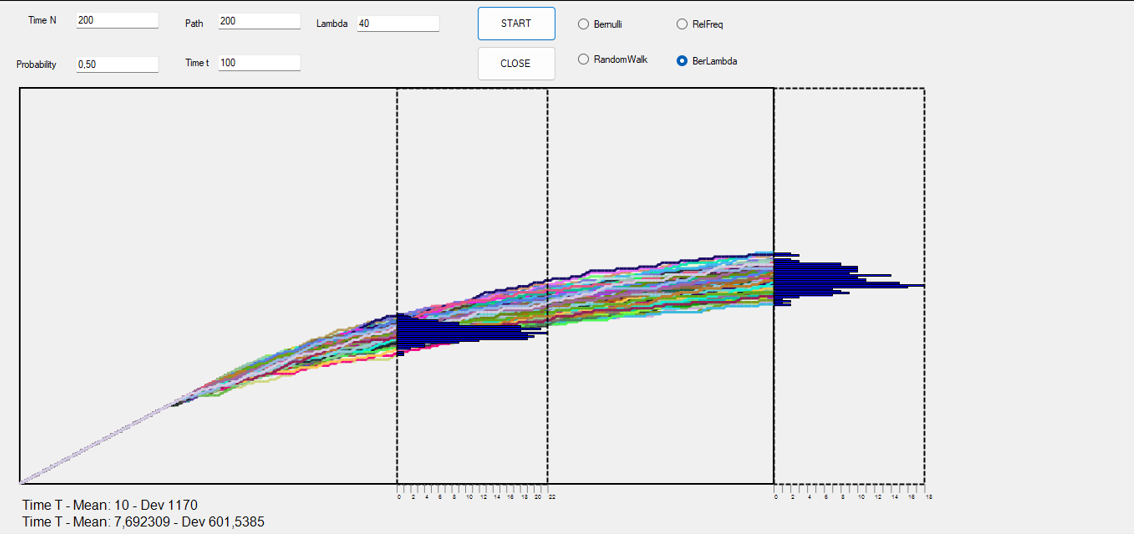 Time N 200 Path 200 Lambda 40 START Bernulli RelFreq
Probability 0,50 Time t 100 CLOSE RandomWalk BerLambda
0 2 4 6 8 10 12 14 16 18 20 22 0 2 4 6 8 10 12 14 16 18
Time T - Mean: 10 - Dev 1170
Time T - Mean: 7,692309 - Dev 601,5385